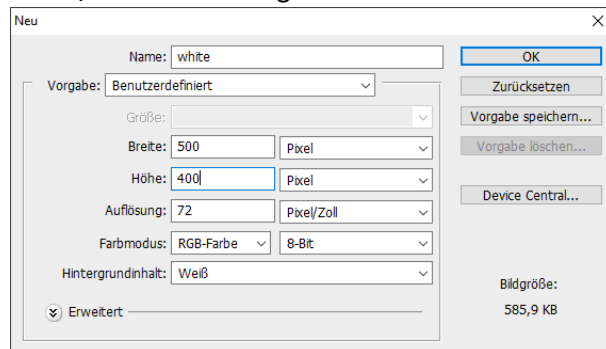 Neu
Name: white
OK
Vorgabe: Benutzerdefiniert
Zurücksetzen
Größe:
Vorgabe speichern...
Breite: 500 Pixel
Vorgabe löschen...
Höhe: 400 Pixel
Device Central...
Auflösung: 72 Pixel/Zoll
Farbmodus: RGB-Farbe 8-Bit
Hintergrundinhalt: Weiß
Bildgröße:
Erweitert
585,9 KB